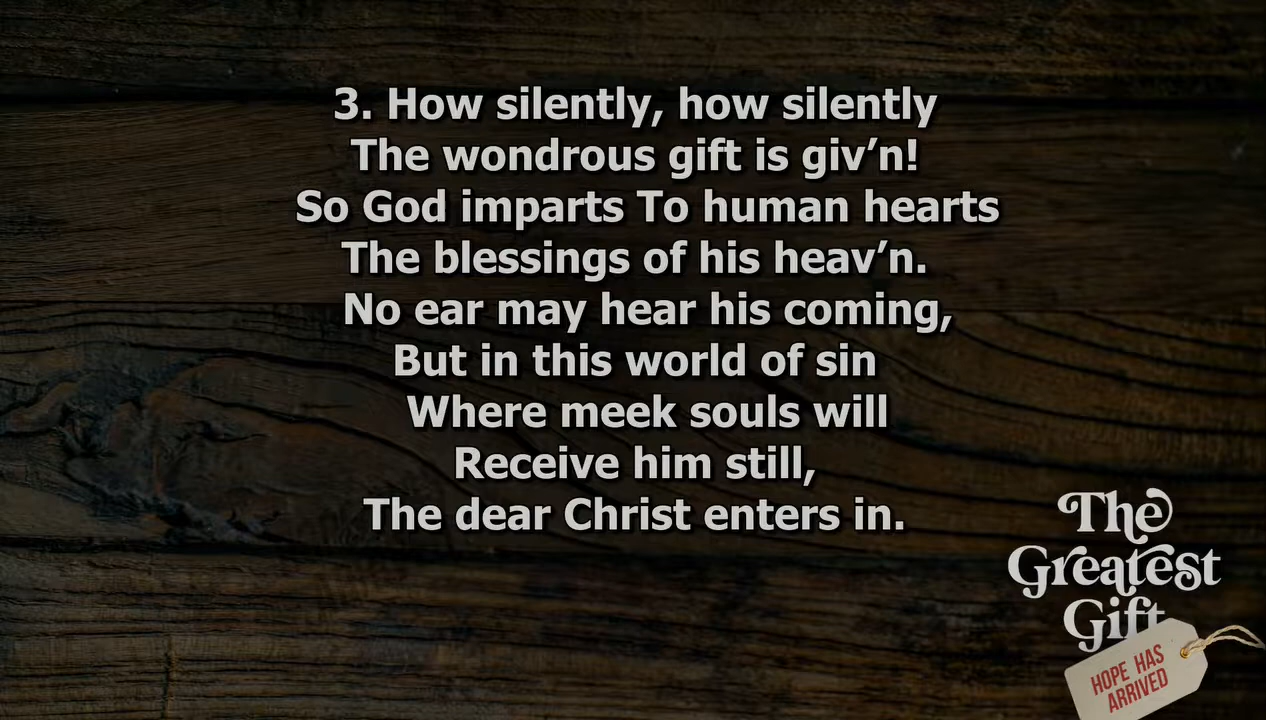 3. How silently, how silently
The wondrous gift is giv’n!
So God imparts To human hearts
The blessings of his heav’n.
No ear may hear his coming,
But in this world of sin
Where meek souls will
Receive him still,
The dear Christ enters in.
The
Greatest
Gift
HOPE HAS
ARRIVED